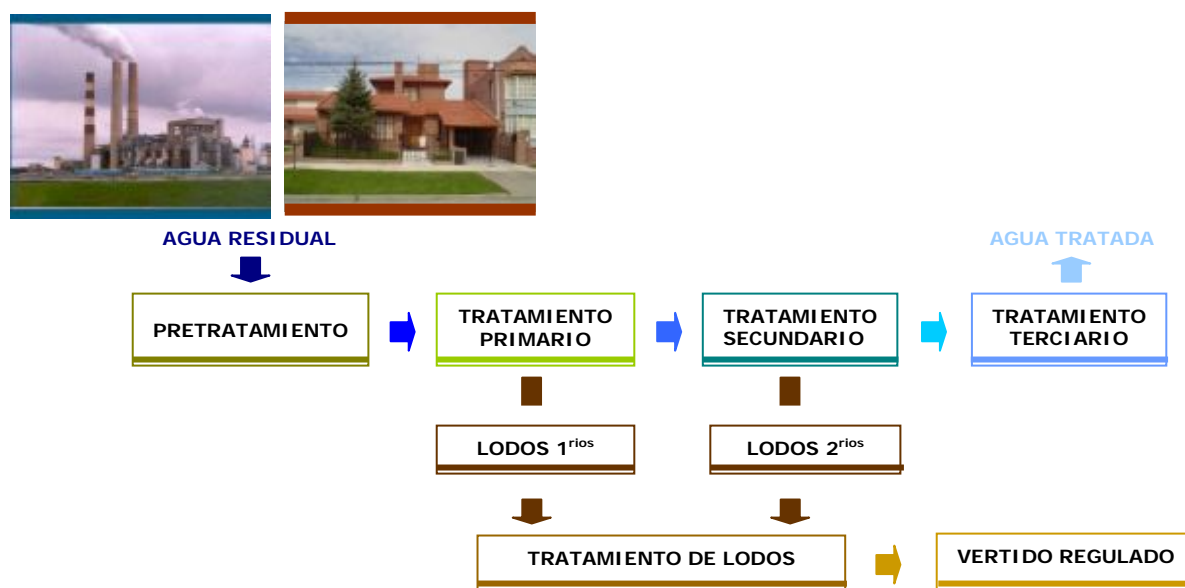 AGUA RESIDUAL
AGUA TRATADA
PRETRATAMIENTO
TRATAMIENTO
PRIMARIO
TRATAMIENTO
SECUNDARIO
TRATAMIENTO
TERCIARIO
LODOS 1rios
LODOS 2rios
TRATAMIENTO DE LODOS
VERTIDO REGULADO